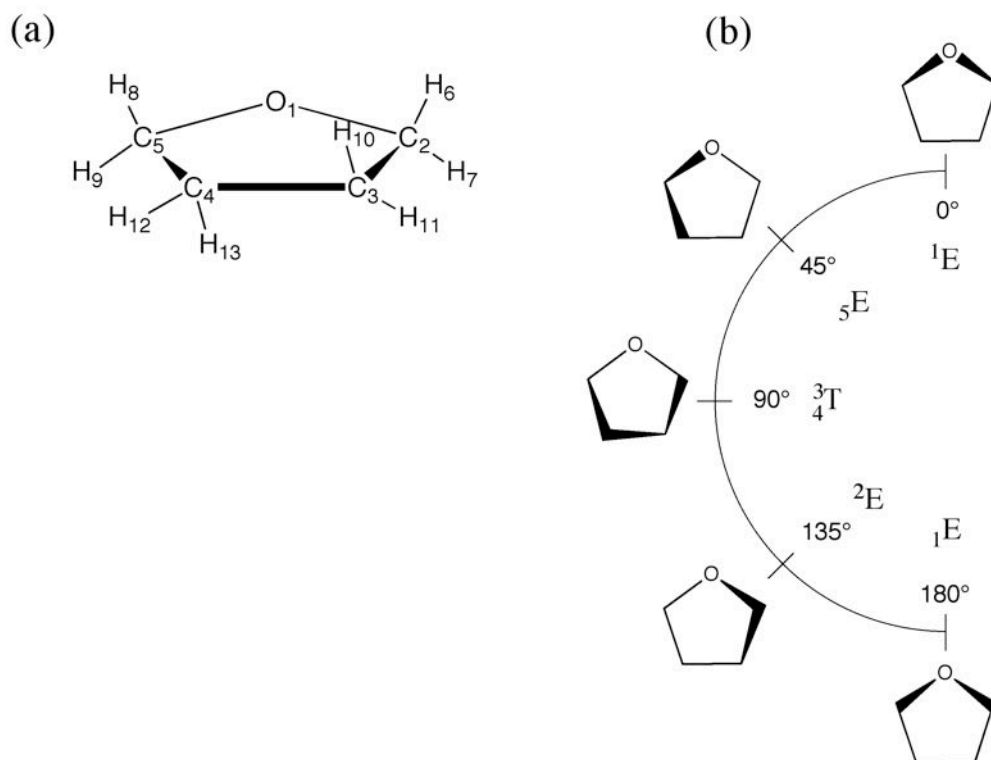 (a)
H₈
O₁
H₆
H₁₀
C₅
C₂
H₉
H₇
C₄
C₃
H₁₂
H₁₁
H₁₃
(b)
O
0°
¹E
O
45°
₅E
O
90°
³₄T
²E
135°
₁E
O
180°
O